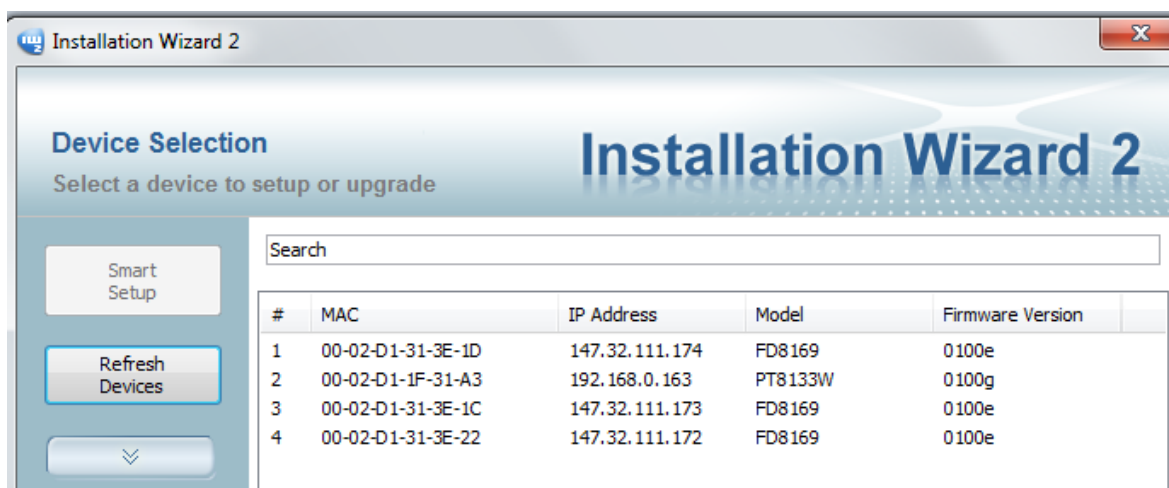 Installation Wizard 2
Device Selection
Installation Wizard 2
Select a device to setup or upgrade
Smart
Setup
Refresh
Devices
Search
# MAC IP Address Model Firmware Version
1 00-02-D1-31-3E-1D 147.32.111.174 FD8169 0100e
2 00-02-D1-1F-31-A3 192.168.0.163 PT8133W 0100g
3 00-02-D1-31-3E-1C 147.32.111.173 FD8169 0100e
4 00-02-D1-31-3E-22 147.32.111.172 FD8169 0100e